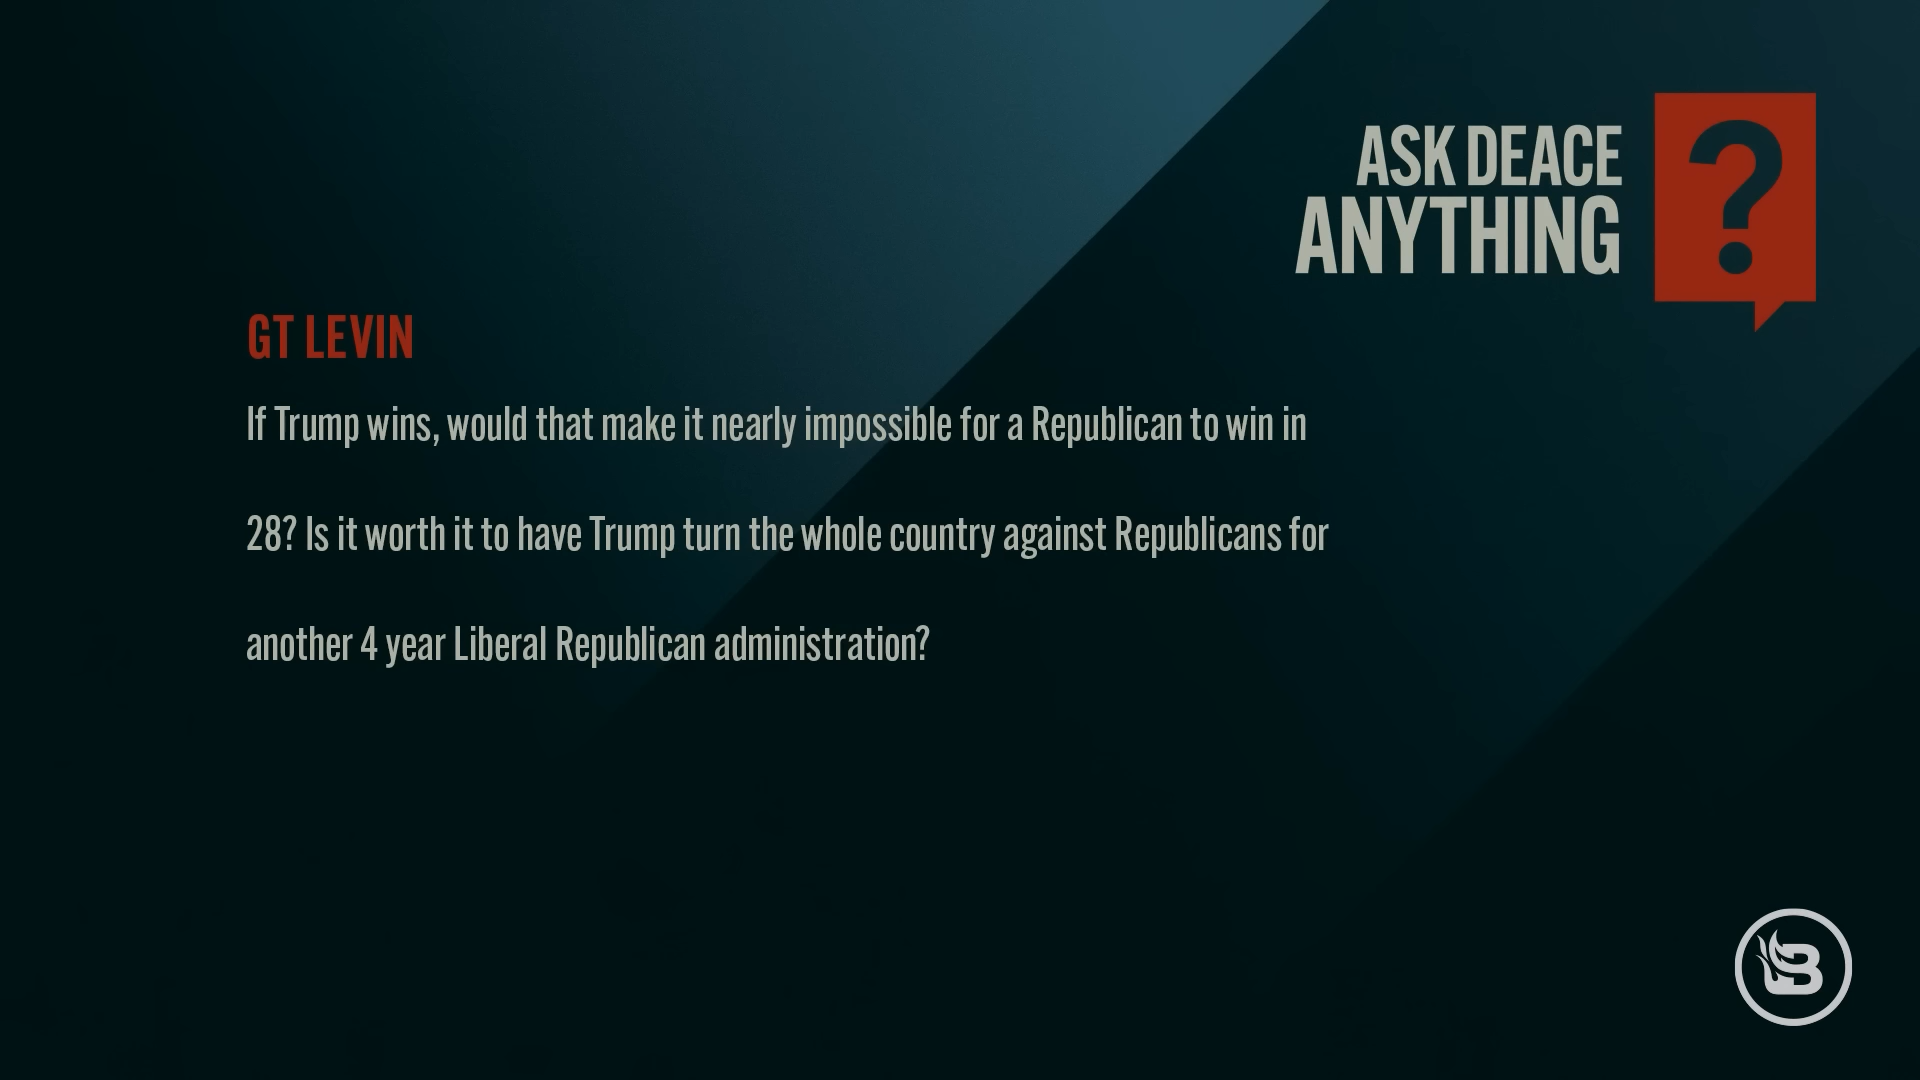 ASK DEACE
ANYTHING
?
GT LEVIN
If Trump wins, would that make it nearly impossible for a Republican to win in
28? Is it worth it to have Trump turn the whole country against Republicans for
another 4 year Liberal Republican administration?
B